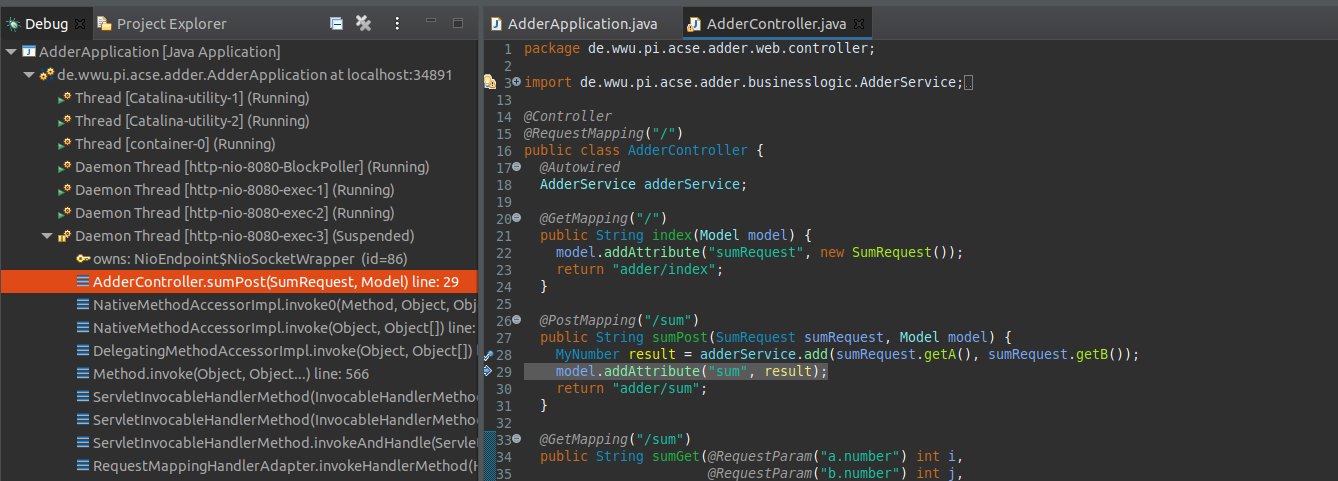 Debug
Project Explorer
AdderApplication [Java Application]
de.wwu.pi.acse.adder.AdderApplication at localhost:34891
Thread [Catalina-utility-1] (Running)
Thread [Catalina-utility-2] (Running)
Thread [container-0] (Running)
Daemon Thread [http-nio-8080-BlockPoller] (Running)
Daemon Thread [http-nio-8080-exec-1] (Running)
Daemon Thread [http-nio-8080-exec-2] (Running)
Daemon Thread [http-nio-8080-exec-3] (Suspended)
owns: NioEndpoint$NioSocketWrapper (id=86)
AdderController.sumPost(SumRequest, Model) line: 29
NativeMethodAccessorImpl.invoke0(Method, Object, Obj
NativeMethodAccessorImpl.invoke(Object, Object[]) line:
DelegatingMethodAccessorImpl.invoke(Object, Object[]) l
Method.invoke(Object, Object...) line: 566
ServletInvocableHandlerMethod(InvocableHandlerMethod
ServletInvocableHandlerMethod(InvocableHandlerMethod
ServletInvocableHandlerMethod.invokeAndHandle(Servle
RequestMappingHandlerAdapter.invokeHandlerMethod(H
AdderApplication.java
AdderController.java
1 package de.wwu.pi.acse.adder.web.controller;
2
3 import de.wwu.pi.acse.adder.businesslogic.AdderService;
13
14 @Controller
15 @RequestMapping("/")
16 public class AdderController {
17 @Autowired
18 AdderService adderService;
19
20 @GetMapping("/")
21 public String index(Model model) {
22 model.addAttribute("sumRequest", new SumRequest());
23 return "adder/index";
24 }
25
26 @PostMapping("/sum")
27 public String sumPost(SumRequest sumRequest, Model model) {
28 MyNumber result = adderService.add(sumRequest.getA(), sumRequest.getB());
29 model.addAttribute("sum", result);
30 return "adder/sum";
31 }
32
33 @GetMapping("/sum")
34 public String sumGet(@RequestParam("a.number") int i,
35 @RequestParam("b.number") int j,